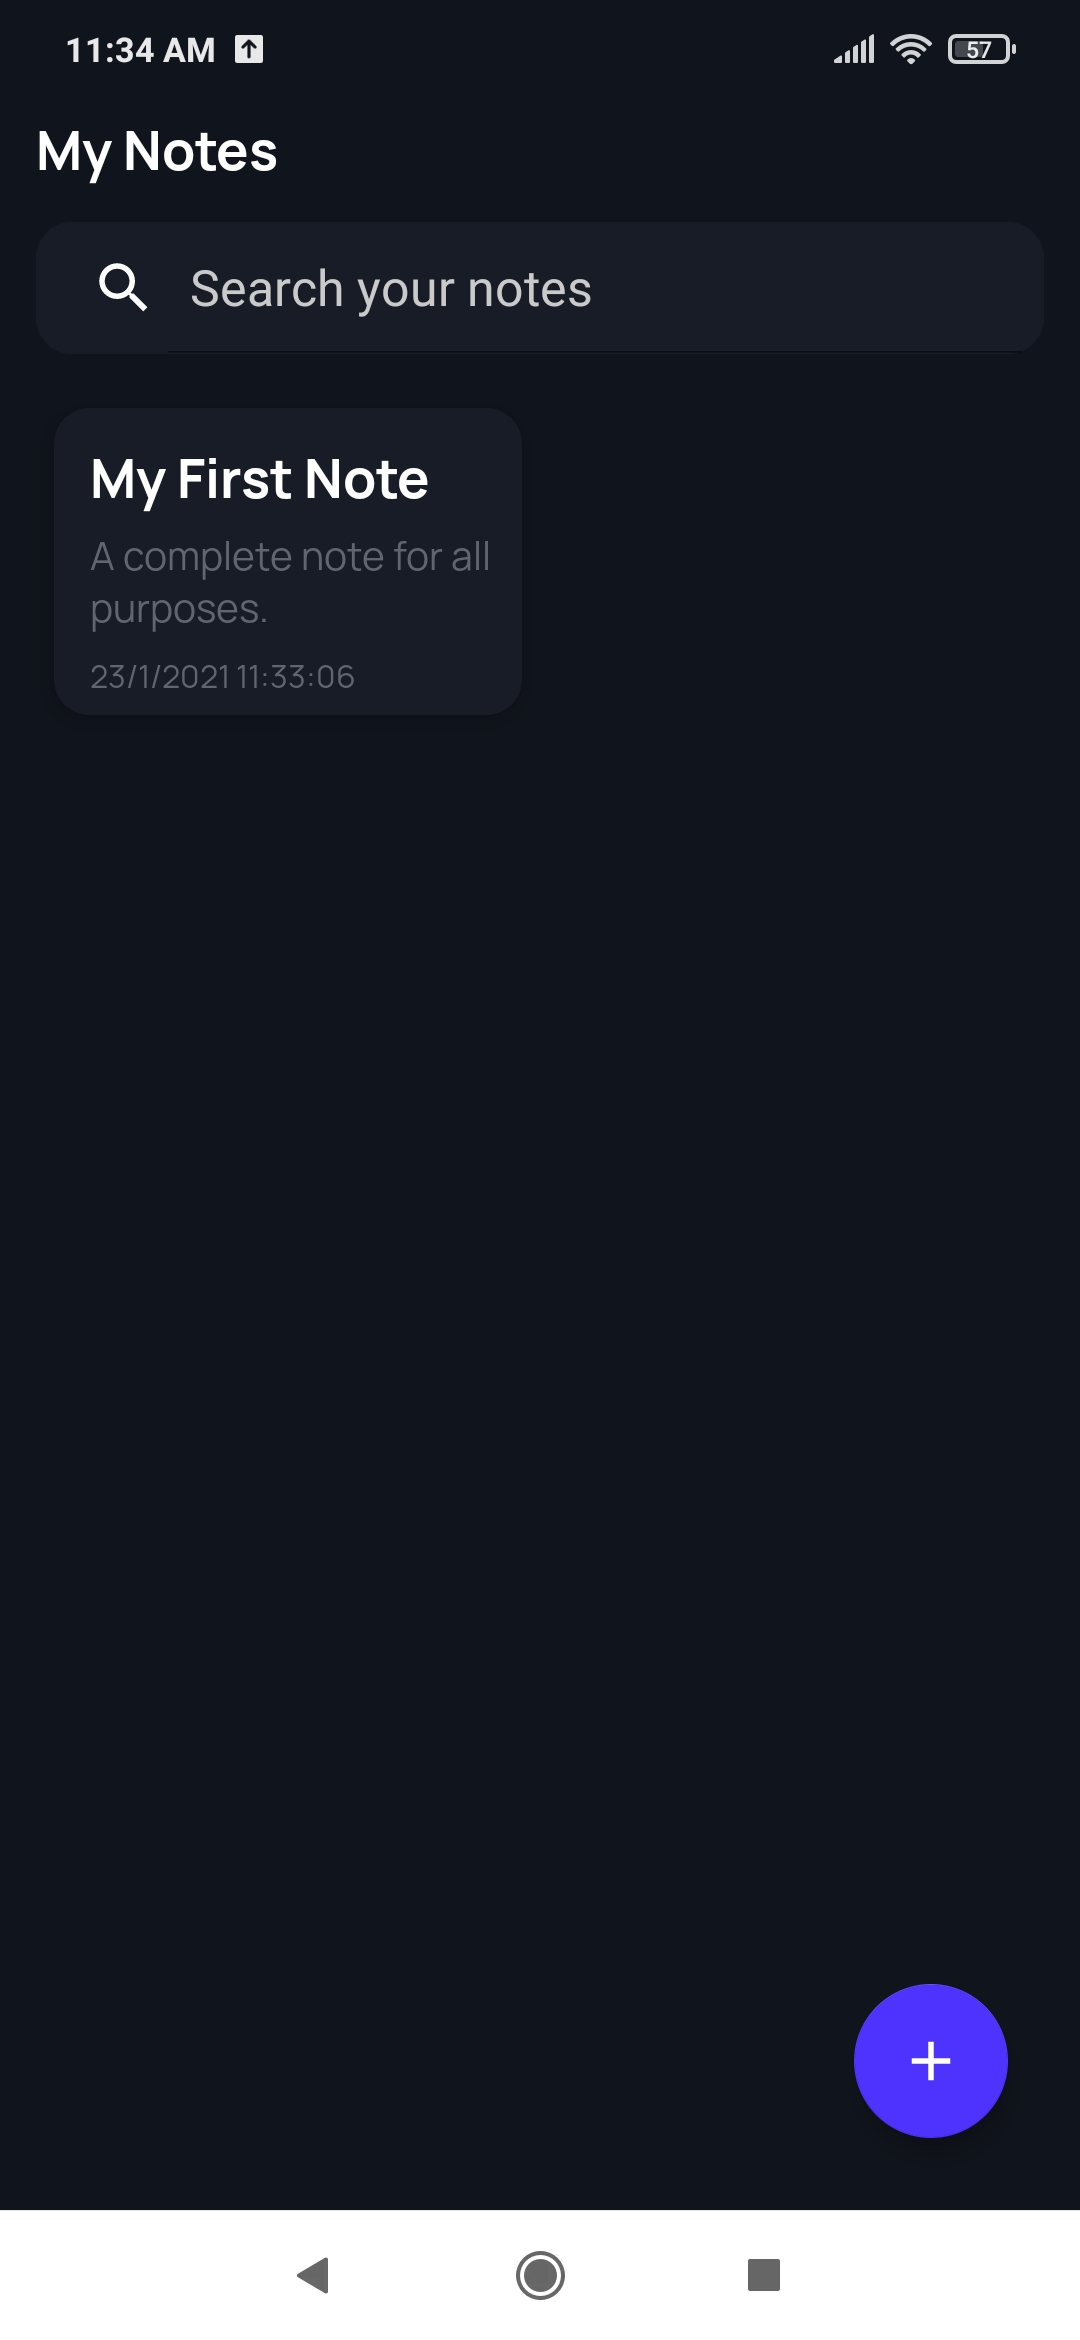 11:34 AM
57
My Notes
Search your notes
My First Note
A complete note for all
purposes.
23/1/2021 11:33:06